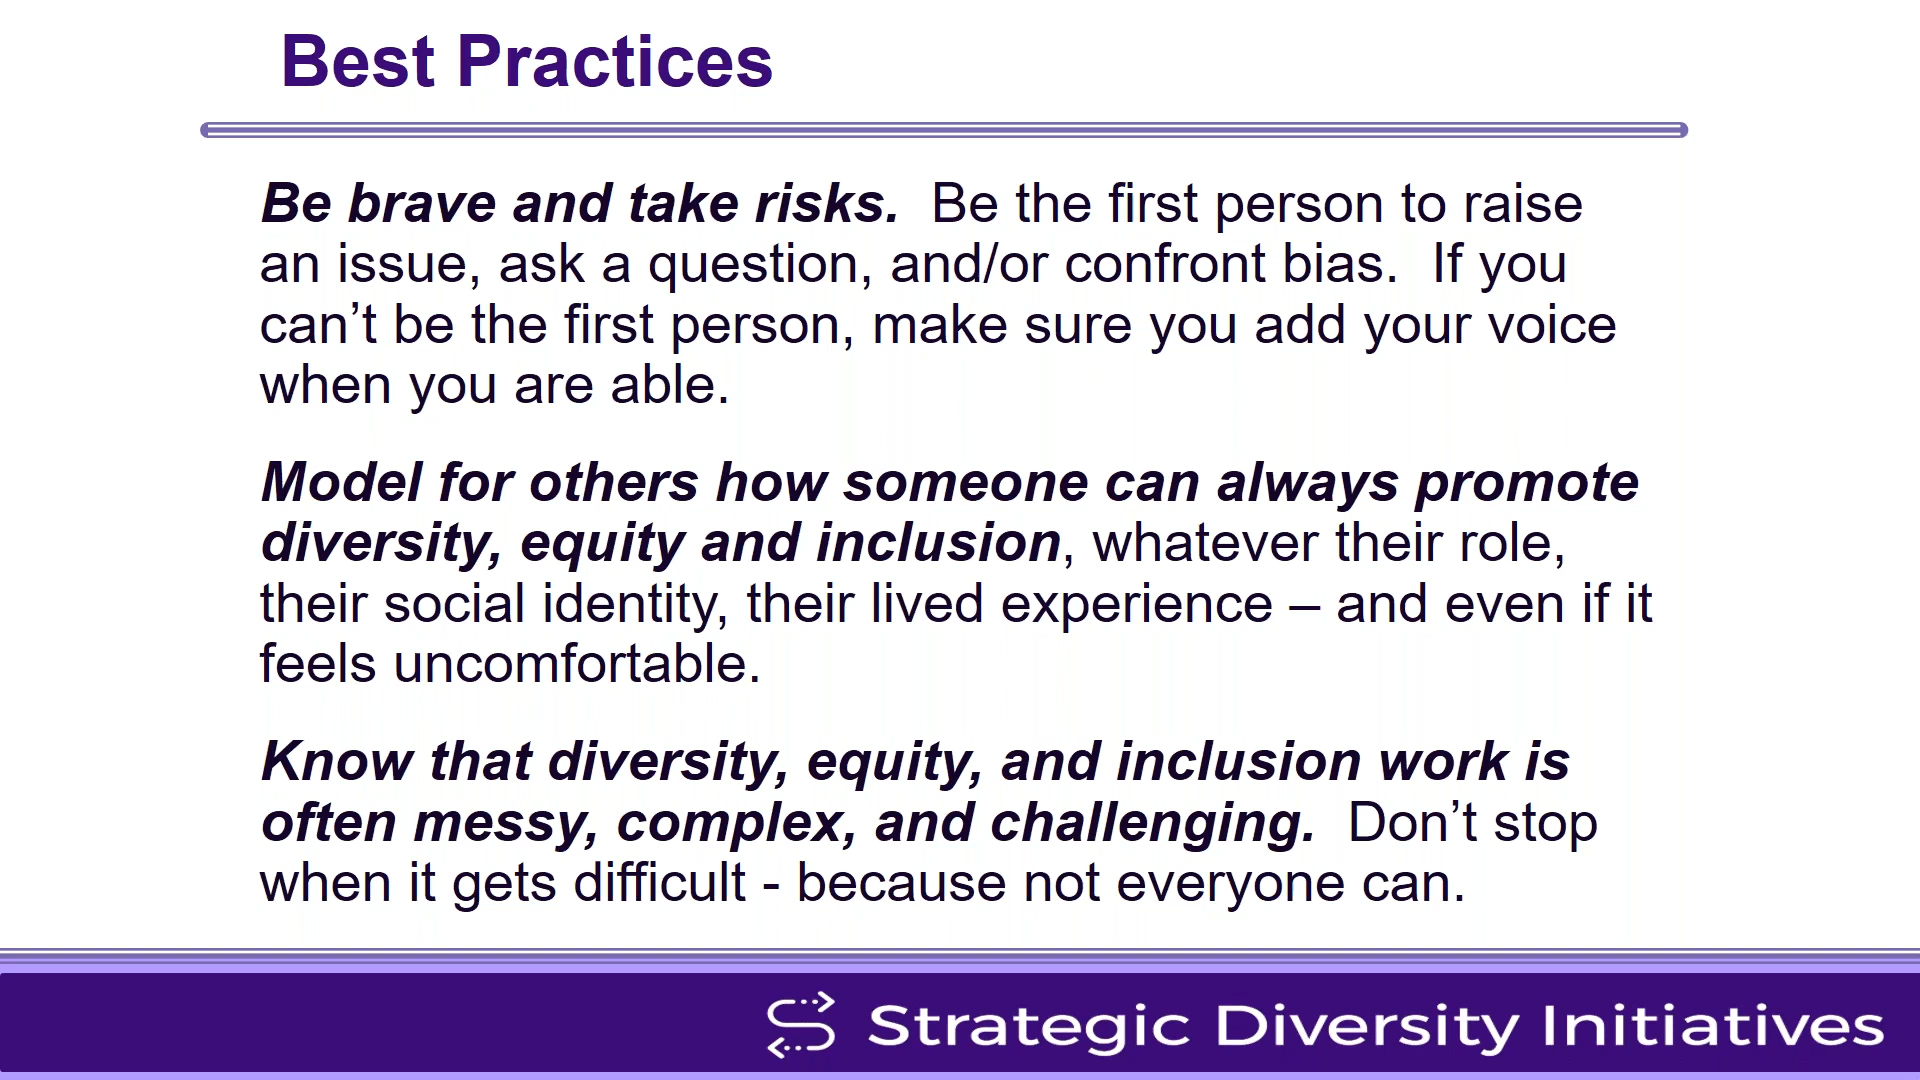 Best Practices
Be brave and take risks.  Be the first person to raise
an issue, ask a question, and/or confront bias.  If you
can’t be the first person, make sure you add your voice
when you are able.
Model for others how someone can always promote
diversity, equity and inclusion, whatever their role,
their social identity, their lived experience – and even if it
feels uncomfortable.
Know that diversity, equity, and inclusion work is
often messy, complex, and challenging.  Don’t stop
when it gets difficult - because not everyone can.
Strategic Diversity Initiatives